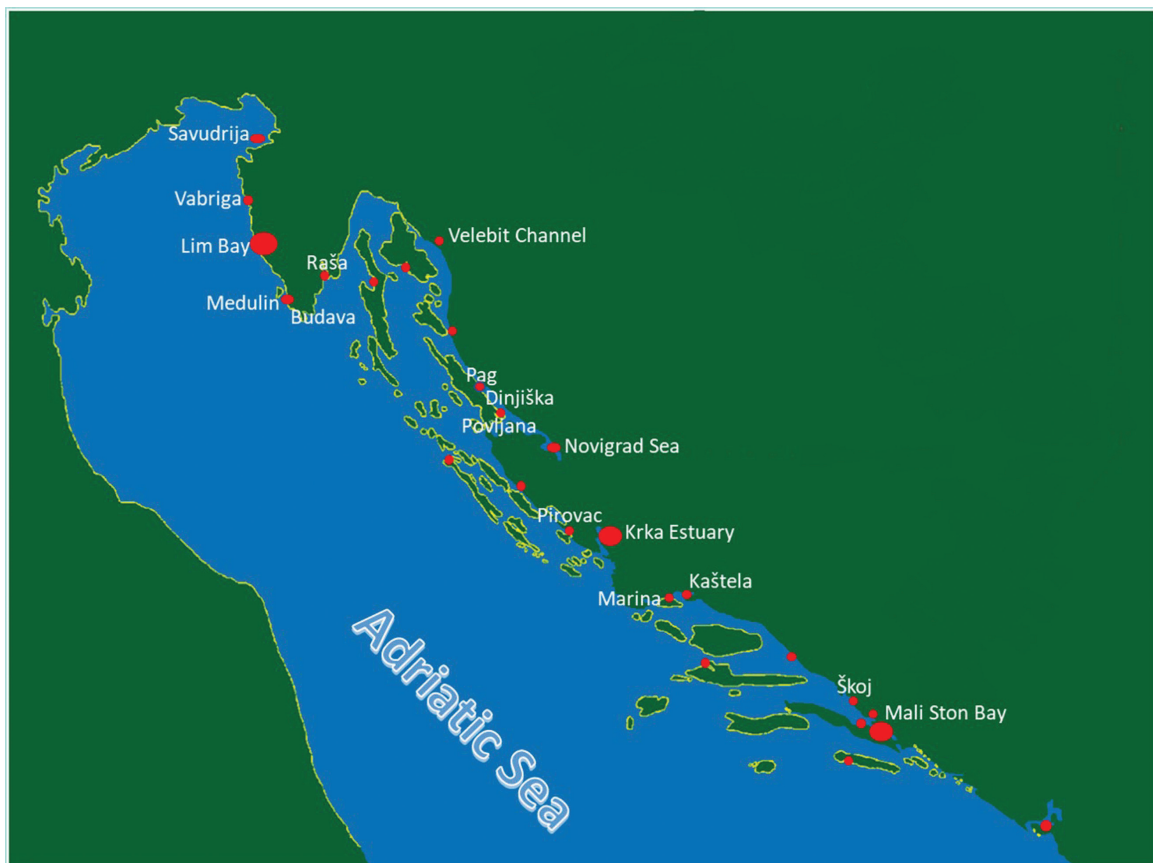 Savudrija
Vabriga
Velebit Channel
Lim Bay
Raša
Medulin
Budava
Pag
Dinjiška
Povljana
Novigrad Sea
Pirovac
Krka Estuary
Kaštela
Marina
Adriatic Sea
Škoj
Mali Ston Bay